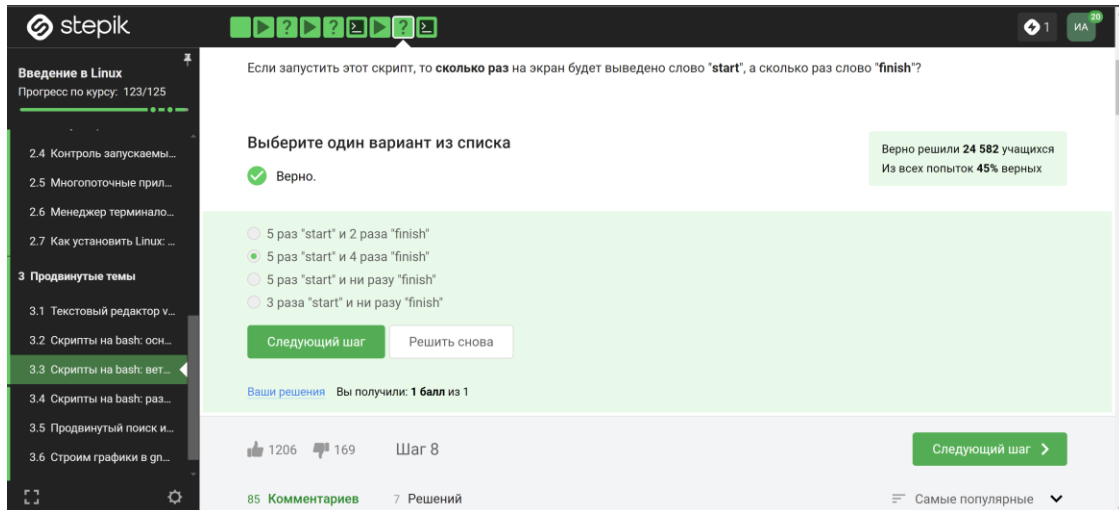 stepik
1
ИА
20
Введение в Linux
Прогресс по курсу: 123/125
2.4 Контроль запускаемы...
2.5 Многопоточные прил...
2.6 Менеджер терминало...
2.7 Как установить Linux: ...
3 Продвинутые темы
3.1 Текстовый редактор v...
3.2 Скрипты на bash: осн...
3.3 Скрипты на bash: вет...
3.4 Скрипты на bash: раз...
3.5 Продвинутый поиск и...
3.6 Строим графики в gn...
Если запустить этот скрипт, то сколько раз на экран будет выведено слово "start", а сколько раз слово "finish"?
Выберите один вариант из списка
Верно.
Верно решили 24 582 учащихся
Из всех попыток 45% верных
5 раз "start" и 2 раза "finish"
5 раз "start" и 4 раза "finish"
5 раз "start" и ни разу "finish"
3 раза "start" и ни разу "finish"
Следующий шаг
Решить снова
Ваши решения Вы получили: 1 балл из 1
1206 169 Шаг 8
Следующий шаг
85 Комментариев 7 Решений
Самые популярные